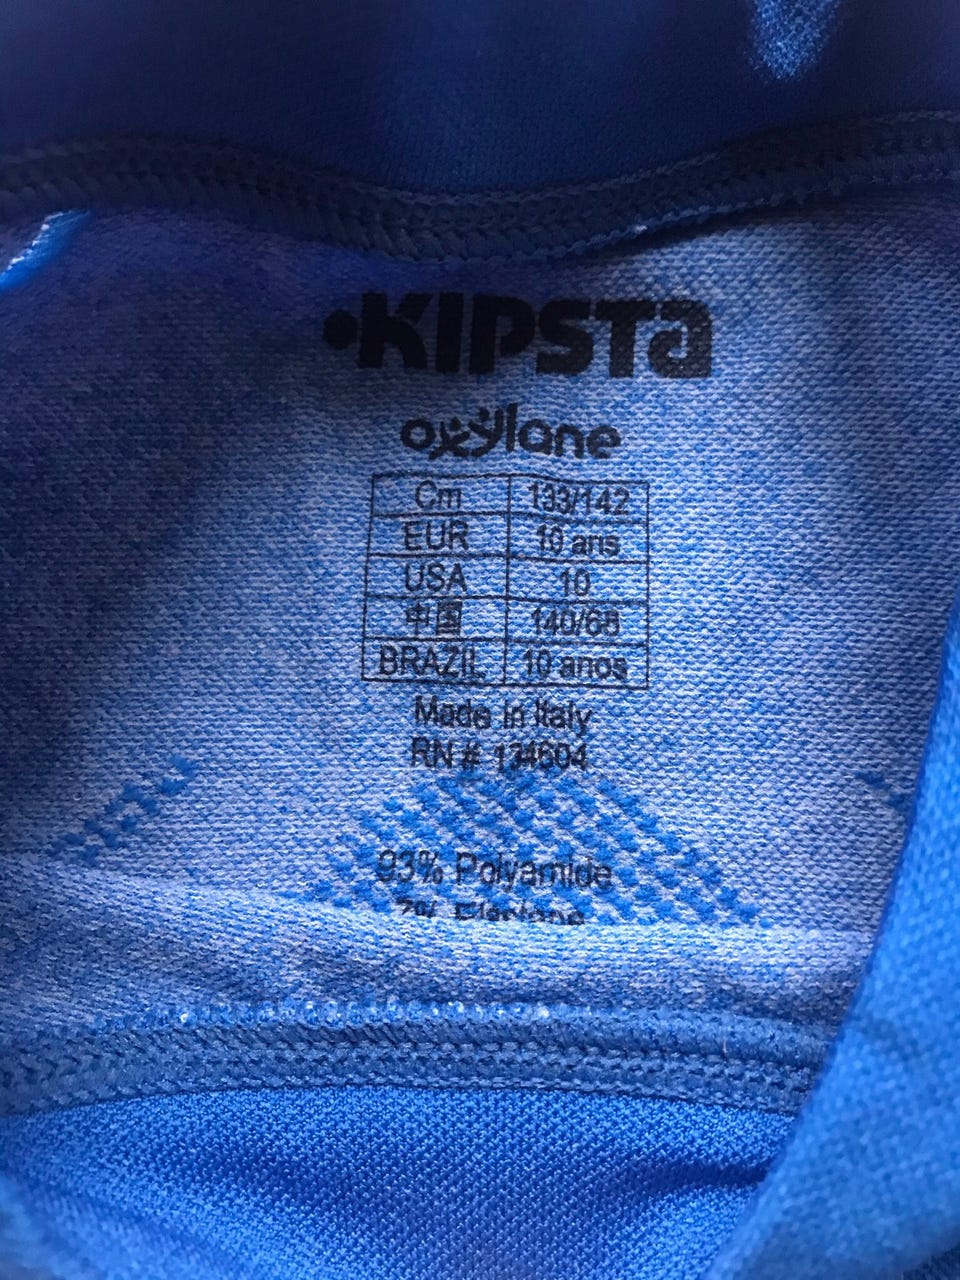 KIPSTA
oxylane
Cm 133/142
EUR 10 ans
USA 10
中国 140/68
BRAZIL 10 anos
Made in Italy
RN # 134604
93% Polyamide
7%